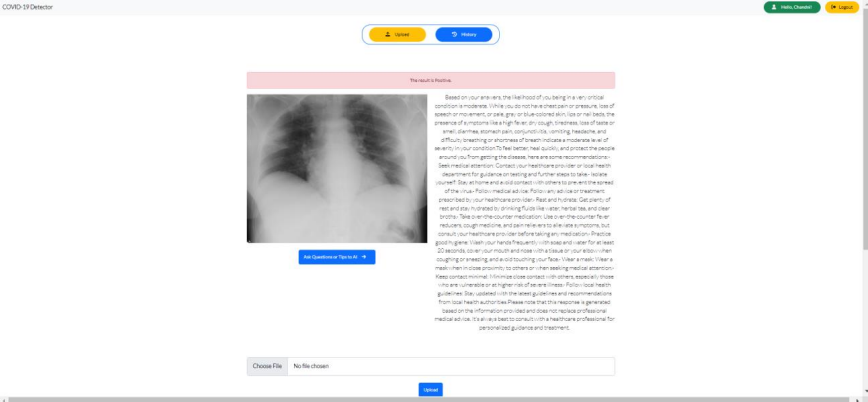 COVID-19 Detector
Hello, Chamile!
Logout
Upload
History
The result is Positive.
Based on your answers, the likelihood of you being in a very critical
condition is moderate. While you do not have chest pain or pressure, loss of
speech or movement, or pale, gray or blue-colored skin, lips or nail beds, the
presence of symptoms like a high fever, dry cough, tiredness, loss of taste or
smell, diarrhea, stomach pain, conjunctivitis, vomiting, headache, and
difficulty breathing or shortness of breath indicate a moderate level of
severity in your condition.To feel better, heal quickly, and protect the people
around you from getting the disease, here are some recommendations:-
Seek medical attention: Contact your healthcare provider or local health
department for guidance on testing and further steps to take.- Isolate
yourself: Stay at home and avoid contact with others to prevent the spread
of the virus.- Follow medical advice: Follow any advice or treatment
prescribed by your healthcare provider.- Rest and hydrate: Get plenty of
rest and stay hydrated by drinking fluids like water, herbal tea, and clear
broths.- Take over-the-counter medication: Use over-the-counter fever
reducers, cough medicine, and pain relievers to alleviate symptoms, but
consult your healthcare provider before taking any medication.- Practice
good hygiene: Wash your hands frequently with soap and water for at least
20 seconds, cover your mouth and nose with a tissue or your elbow when
coughing or sneezing, and avoid touching your face.- Wear a mask: Wear a
mask when in close proximity to others or when seeking medical attention.-
Keep contact minimal: Minimize close contact with others, especially those
who are vulnerable or at higher risk of severe illness.- Follow local health
guidelines: Stay updated with the latest guidelines and recommendations
from local health authorities.Please note that this response is generated
based on the information provided and does not replace professional
medical advice. It's always best to consult with a healthcare professional for
personalized guidance and treatment.
Ask Questions or Tips to AI
Choose File No file chosen
Upload